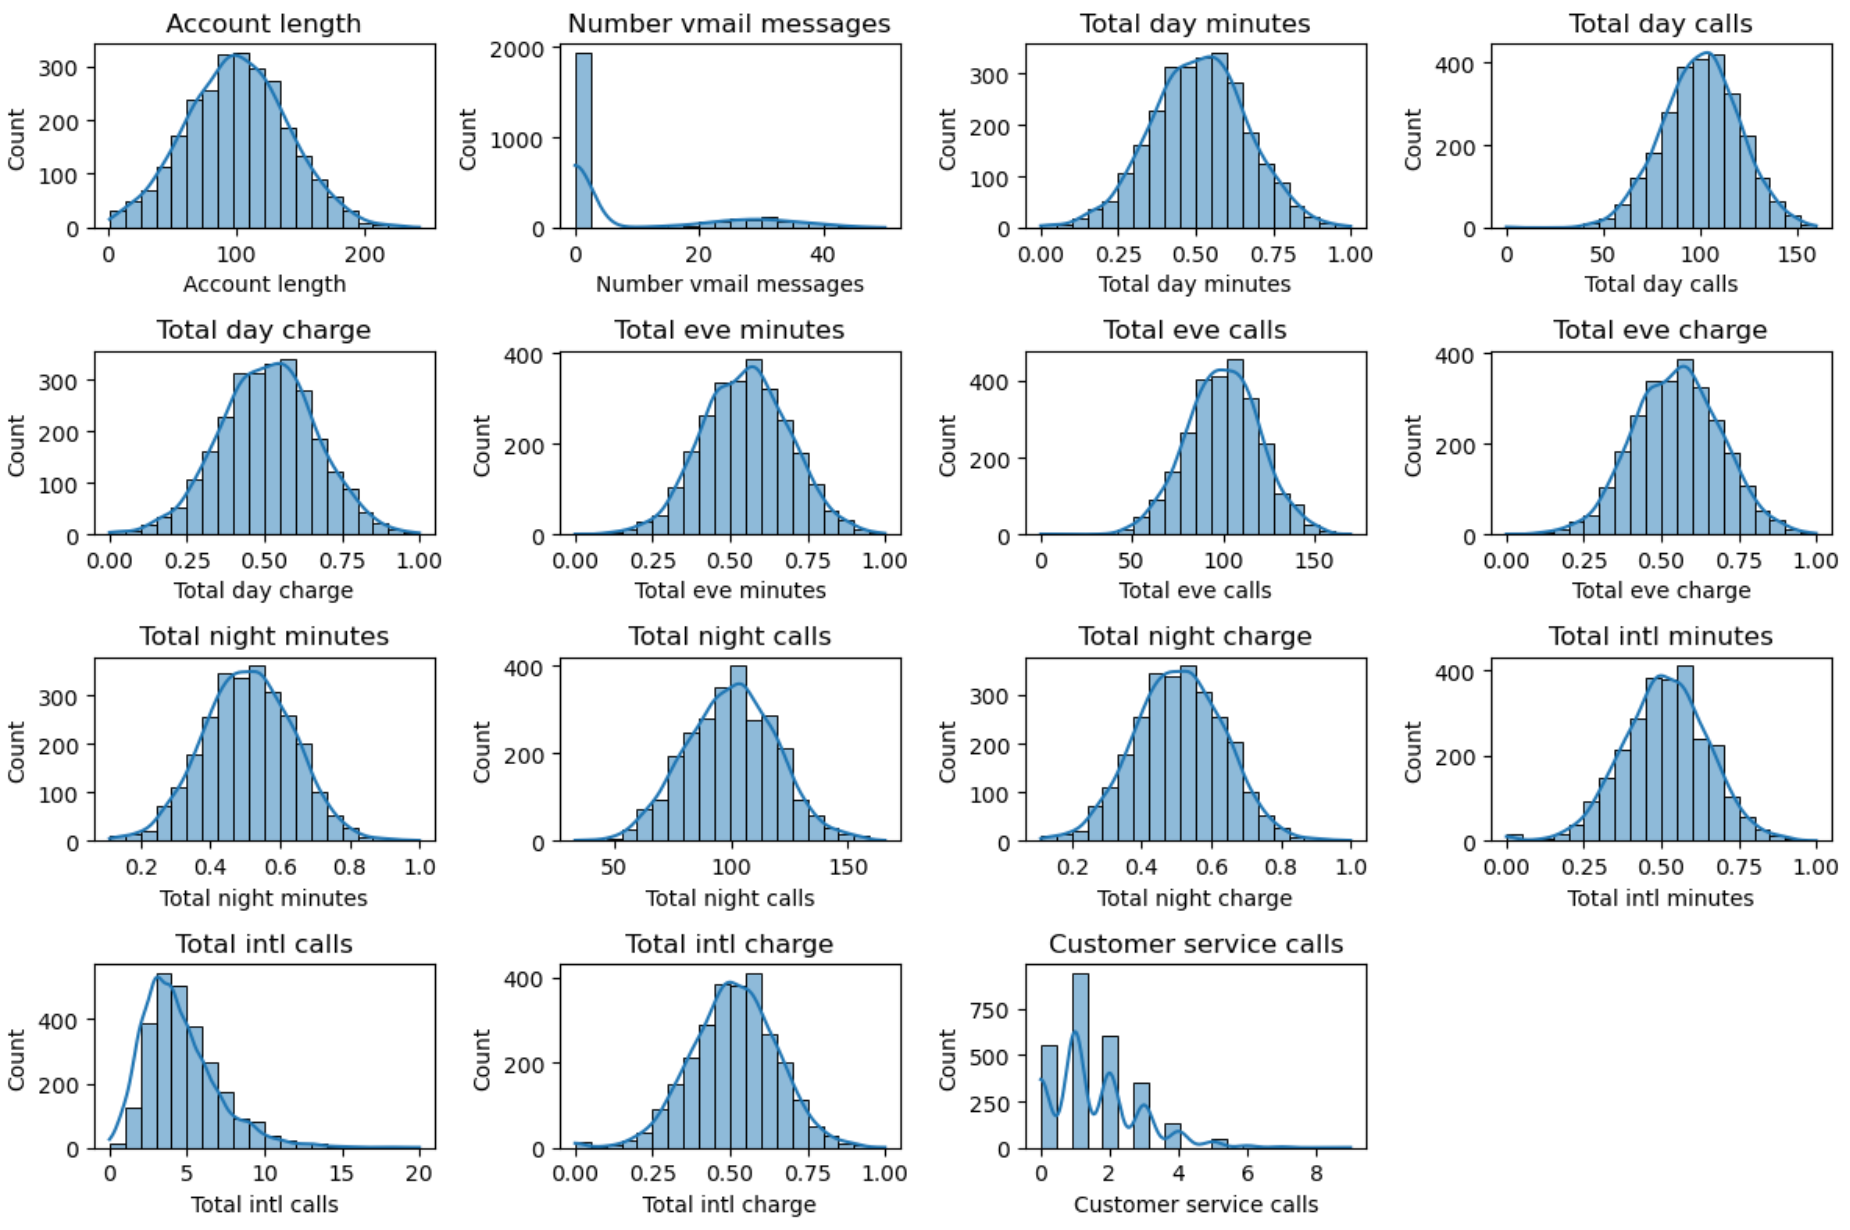 Account length
Number vmail messages
Total day minutes
Total day calls
Count
300
200
100
0
0 100 200
Account length
Count
2000
1000
0
0 20 40
Number vmail messages
Count
300
200
100
0
0.00 0.25 0.50 0.75 1.00
Total day minutes
Count
400
200
0
0 50 100 150
Total day calls
Total day charge
Total eve minutes
Total eve calls
Total eve charge
Count
300
200
100
0
0.00 0.25 0.50 0.75 1.00
Total day charge
Count
400
200
0
0.00 0.25 0.50 0.75 1.00
Total eve minutes
Count
400
200
0
0 50 100 150
Total eve calls
Count
400
200
0
0.00 0.25 0.50 0.75 1.00
Total eve charge
Total night minutes
Total night calls
Total night charge
Total intl minutes
Count
300
200
100
0
0.2 0.4 0.6 0.8 1.0
Total night minutes
Count
400
200
0
50 100 150
Total night calls
Count
300
200
100
0
0.2 0.4 0.6 0.8 1.0
Total night charge
Count
400
200
0
0.00 0.25 0.50 0.75 1.00
Total intl minutes
Total intl calls
Total intl charge
Customer service calls
Count
400
200
0
0 5 10 15 20
Total intl calls
Count
400
200
0
0.00 0.25 0.50 0.75 1.00
Total intl charge
Count
750
500
250
0
0 2 4 6 8
Customer service calls